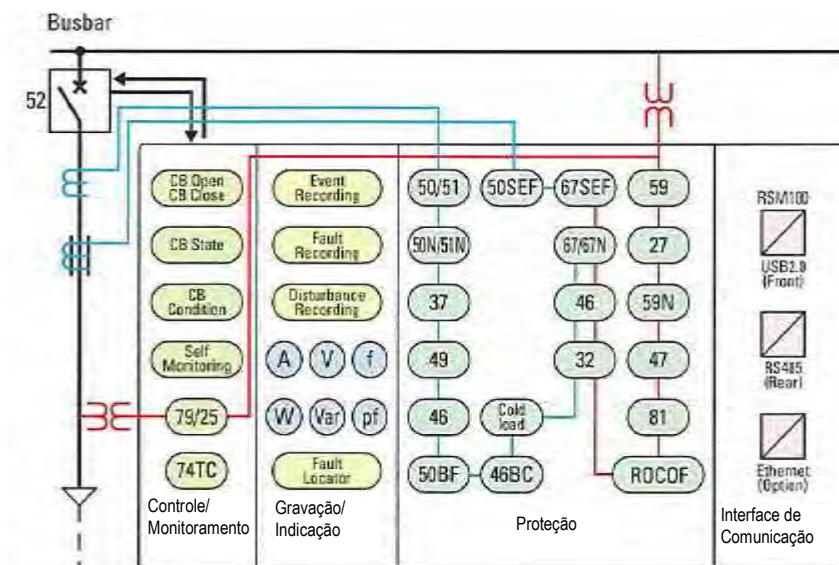 Busbar
52
CB Open
CB Close
CB State
CB
Condition
Self
Monitoring
79/25
74TC
Controle/
Monitoramento
Event
Recording
Fault
Recording
Disturbance
Recording
A V f
W Var pf
Fault
Locator
Gravação/
Indicação
50/51 50SEF 67SEF 59
50N/51N 67/67N 27
37 46 59N
49 32 47
46 Cold
load 81
50BF 46BC ROCOF
Proteção
RSM100
USB2.0
(Front)
RS485
(Rear)
Ethernet
(Option)
Interface de
Comunicação